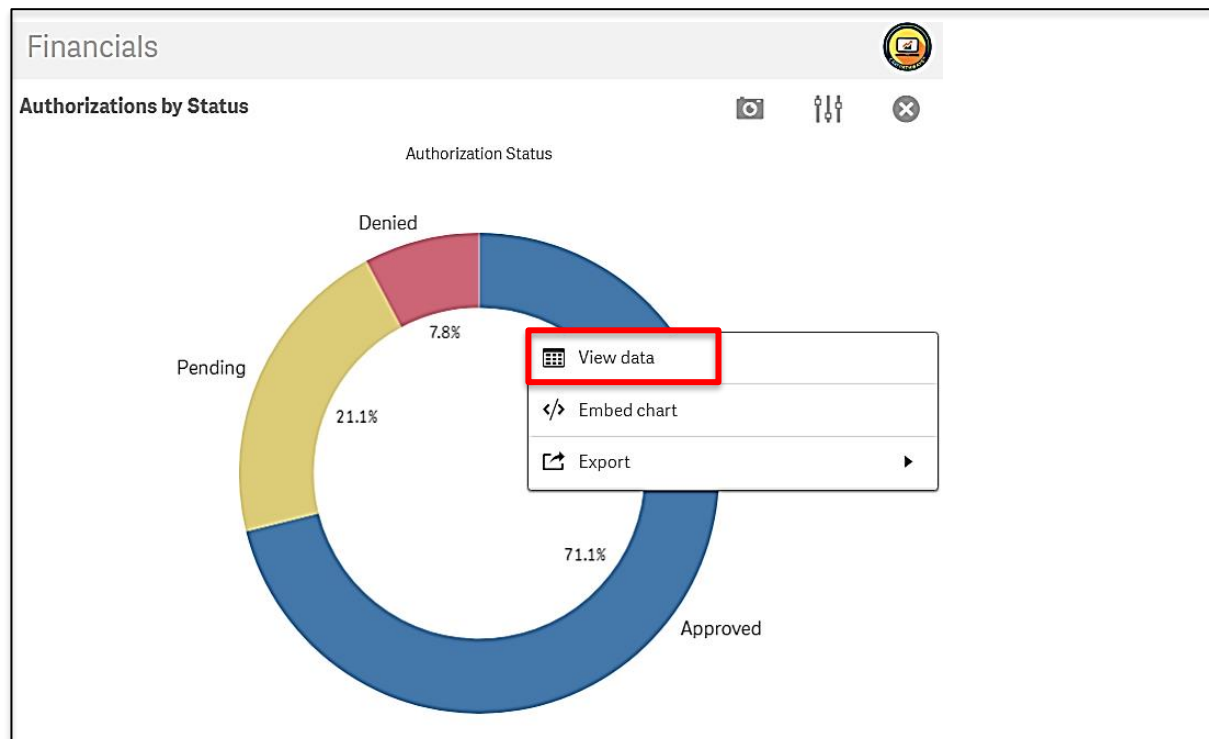 Financials
Authorizations by Status
Authorization Status
Denied
7.8%
View data
Pending
Embed chart
21.1%
Export
71.1%
Approved